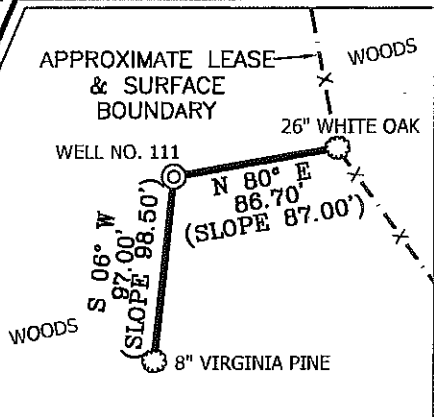 APPROXIMATE LEASE
& SURFACE
BOUNDARY
WOODS
X
26" WHITE OAK
WELL NO. 111
N 80° E
86.70'
(SLOPE 87.00')
X
X
S 06° W
97.00'
(SLOPE 98.50')
WOODS
8" VIRGINIA PINE